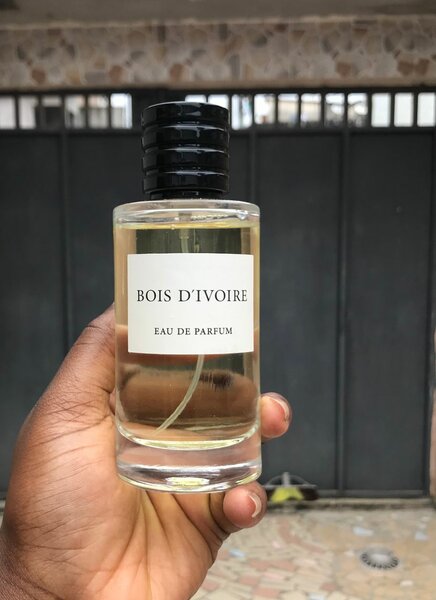 BOIS D'IVOIRE
EAU DE PARFUM